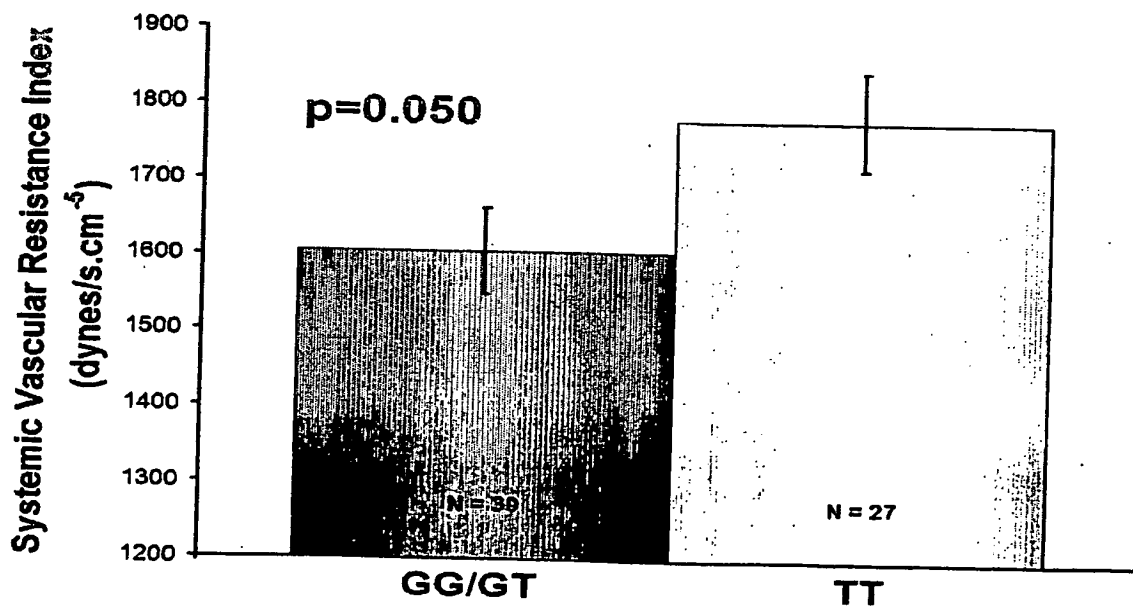 Systemic Vascular Resistance Index
(dynes/s.cm⁻⁵)
1900
1800
1700
1600
1500
1400
1300
1200
p=0.050
N = 39
N = 27
GG/GT
TT